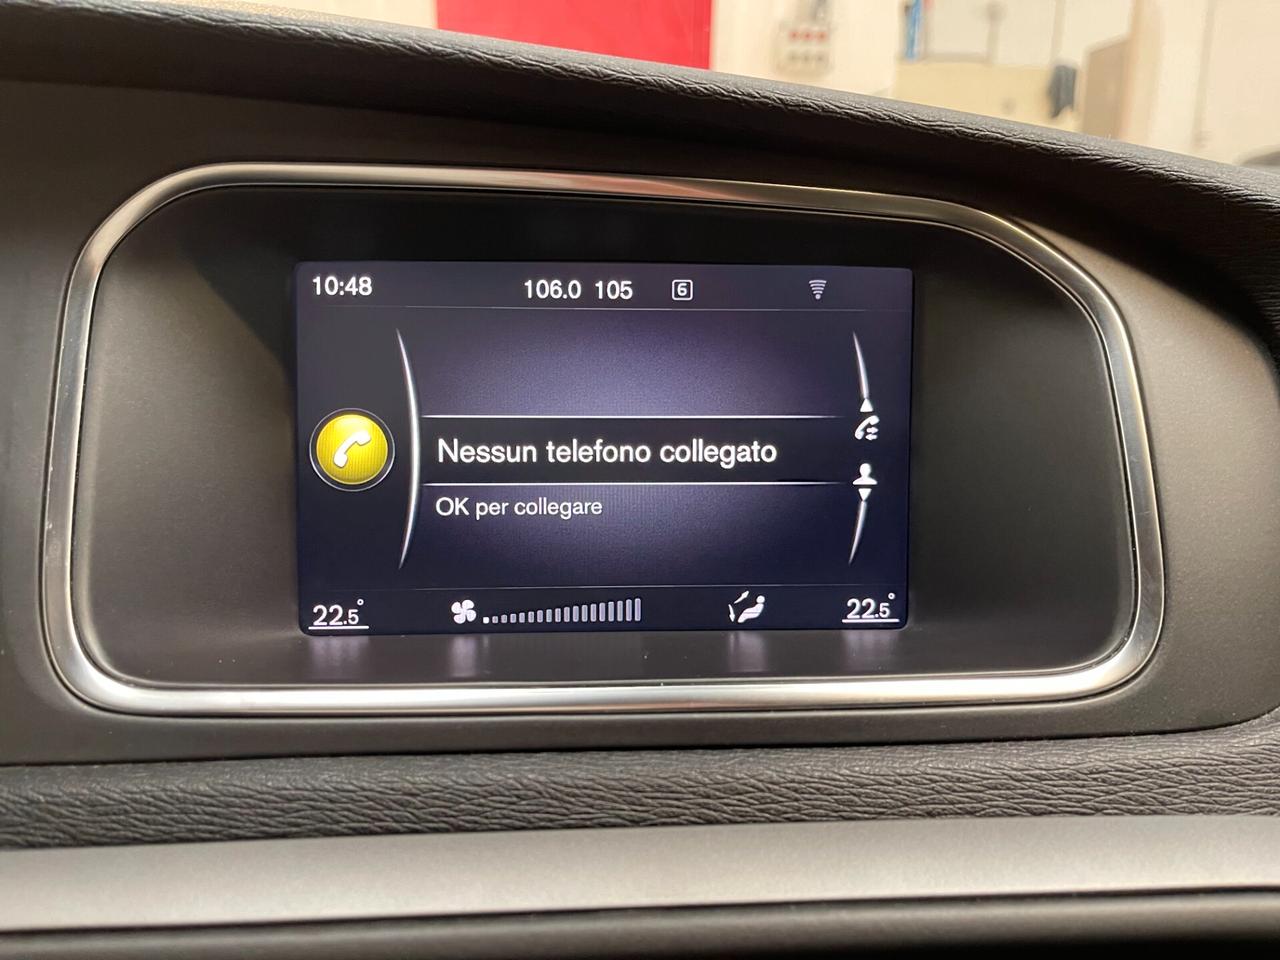 10:48 106.0 105 6
Nessun telefono collegato
OK per collegare
22.5° 22.5°